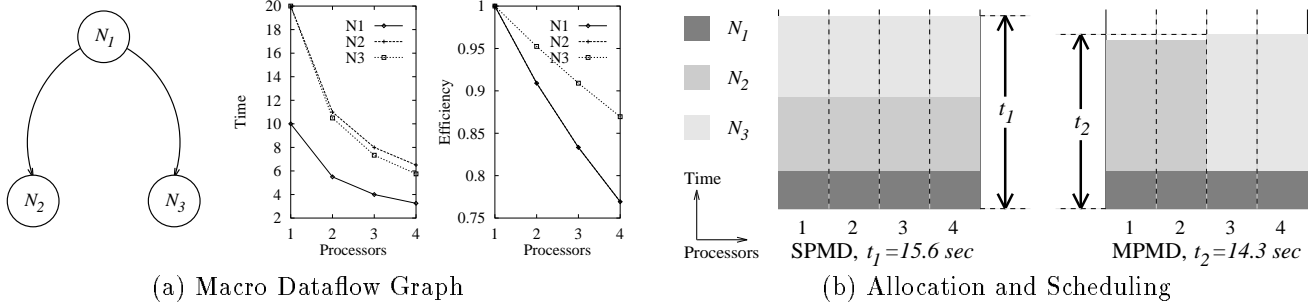 N1
N2
N3
Time
20
18
16
14
12
10
8
6
4
2
1 2 3 4
Processors
N1
N2
N3
Efficiency
1
0.95
0.9
0.85
0.8
0.75
1 2 3 4
Processors
N1
N2
N3
(a) Macro Dataflow Graph
N1
N2
N3
Time
Processors
t1
1 2 3 4
SPMD, t1=15.6 sec
t2
1 2 3 4
MPMD, t2=14.3 sec
(b) Allocation and Scheduling